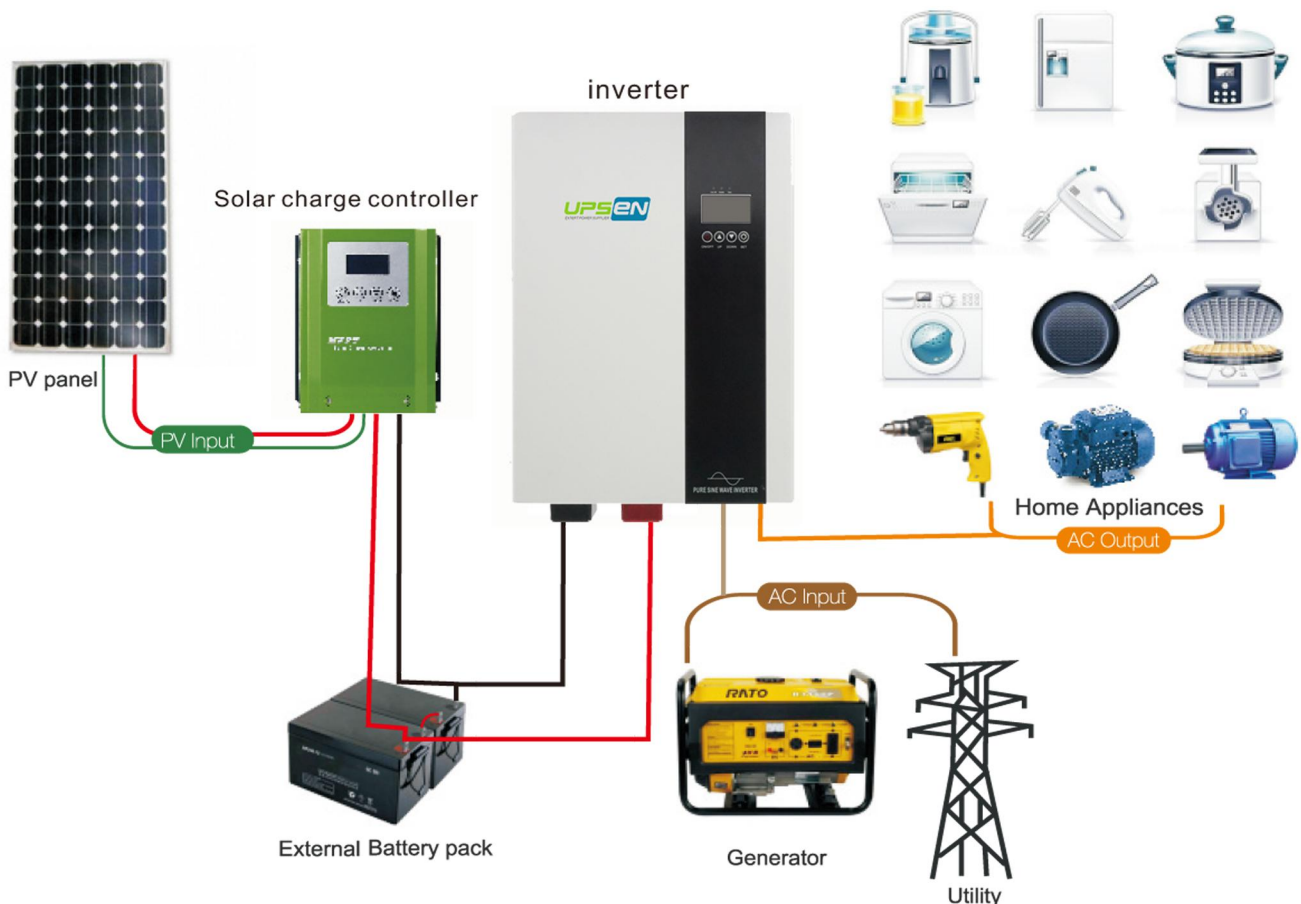 inverter
Solar charge controller
UPSEN
PV panel
PV Input
MPPT
PURE SINE WAVE INVERTER
Home Appliances
AC Output
AC Input
RATO
External Battery pack
Generator
Utility